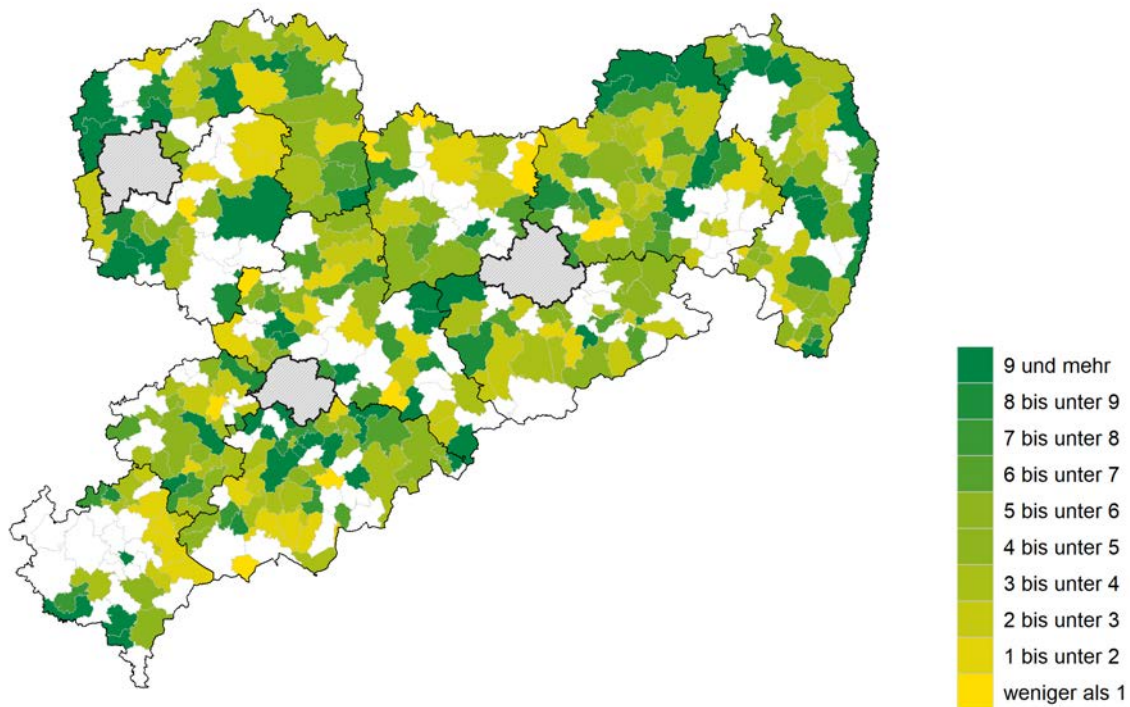 9 und mehr
8 bis unter 9
7 bis unter 8
6 bis unter 7
5 bis unter 6
4 bis unter 5
3 bis unter 4
2 bis unter 3
1 bis unter 2
weniger als 1